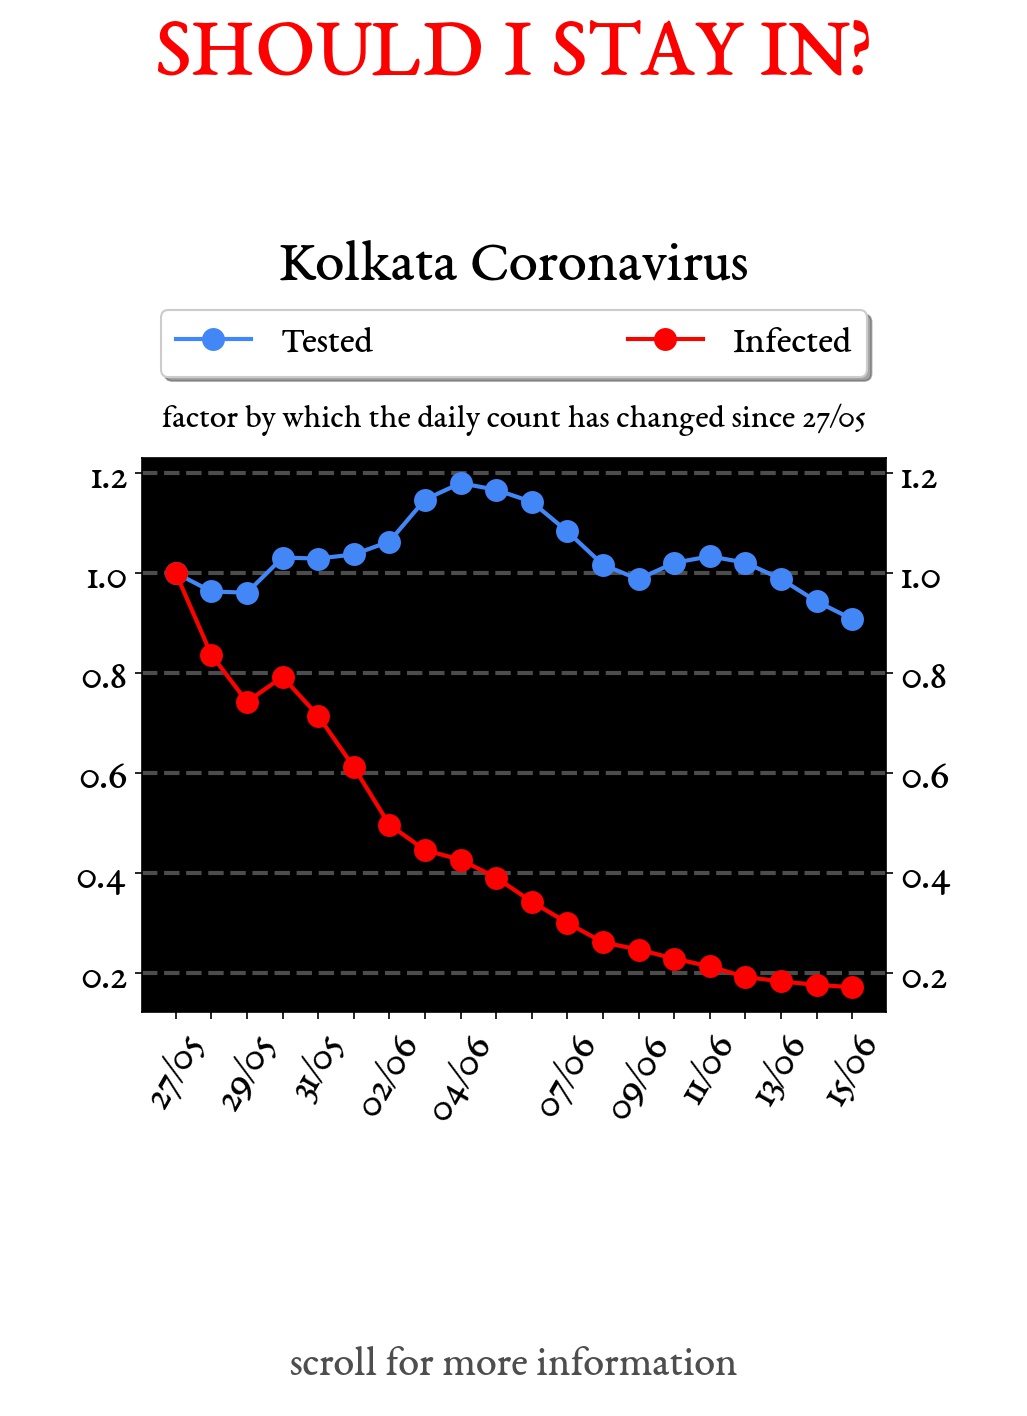 SHOULD I STAY IN?
Kolkata Coronavirus
Tested Infected
factor by which the daily count has changed since 27/05
1.2 1.2
1.0 1.0
0.8 0.8
0.6 0.6
0.4 0.4
0.2 0.2
27/05 29/05 31/05 02/06 04/06 07/06 09/06 11/06 13/06 15/06
scroll for more information